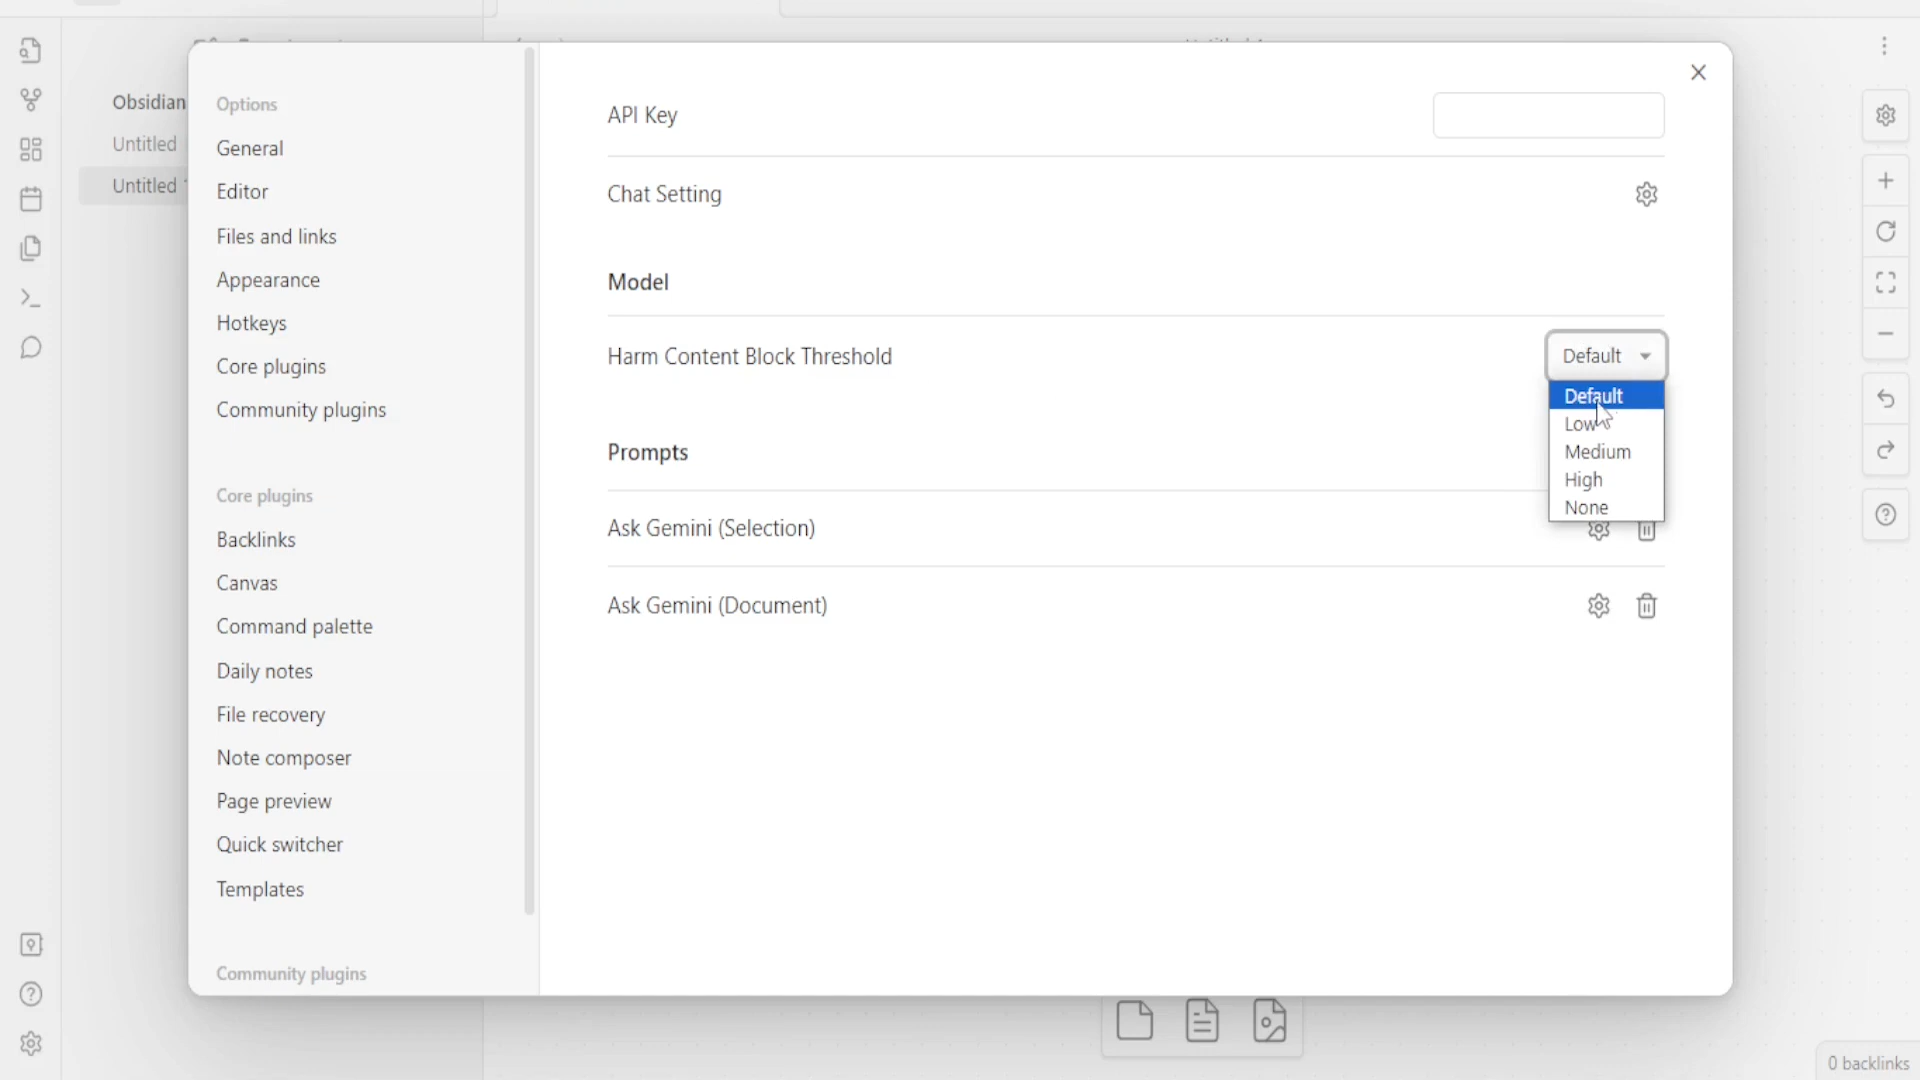 Obsidian
Untitled
Untitled
Options
General
Editor
Files and links
Appearance
Hotkeys
Core plugins
Community plugins
Core plugins
Backlinks
Canvas
Command palette
Daily notes
File recovery
Note composer
Page preview
Quick switcher
Templates
Community plugins
API Key
Chat Setting
Model
Harm Content Block Threshold
Default
Default
Low
Medium
High
None
Prompts
Ask Gemini (Selection)
Ask Gemini (Document)
0 backlinks